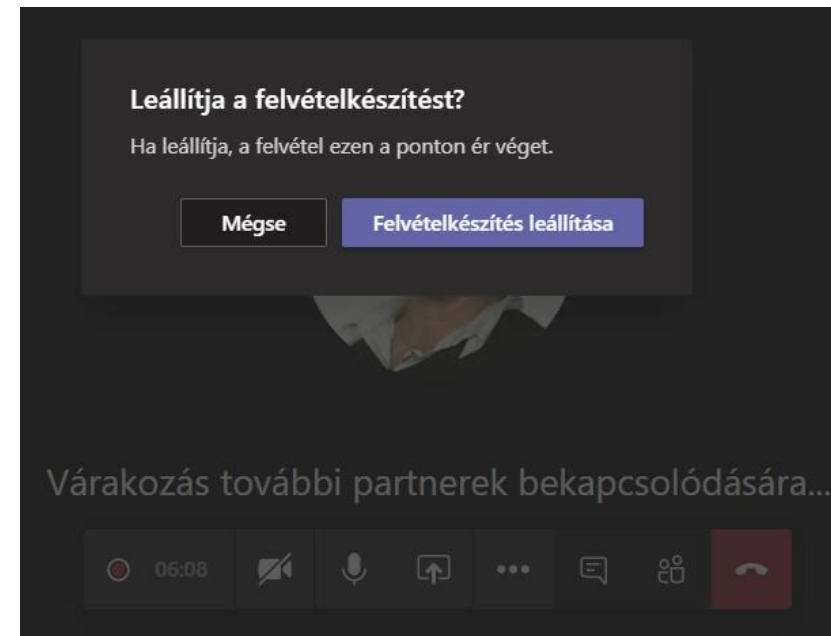 Leállítja a felvételkészítést?
Ha leállítja, a felvétel ezen a ponton ér véget.
Mégse
Felvételkészítés leállítása
Várakozás további partnerek bekapcsolódására...
06:08